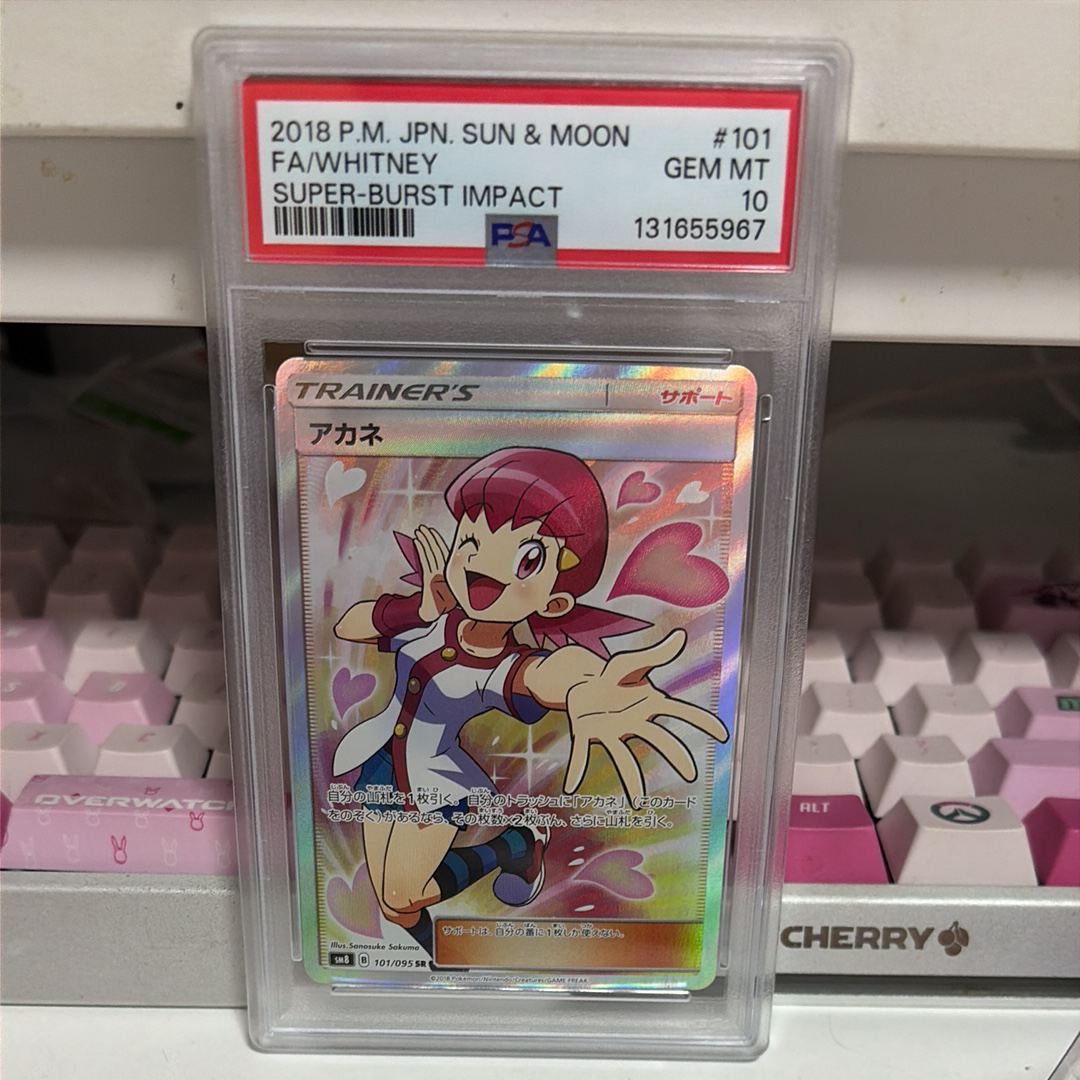 2018 P.M. JPN. SUN & MOON #101
FA/WHITNEY GEM MT
SUPER-BURST IMPACT 10
PSA 131655967
TRAINER'S サポート
アカネ
自分の山札を1枚引く。自分のトラッシュに「アカネ」(このカード
をのぞく)があるなら、その枚数×2枚ぶん、さらに山札を引く。
サポートは、自分の番に1枚しか使えない。
Illus.Sanosuke Sakuma
SM8 B 101/095 SR
©2018 Pokémon/Nintendo/Creatures/GAME FREAK
OVERWATCH
ALT
CHERRY